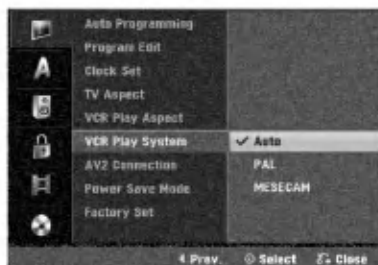 Auto Programming
Program Edit
Clock Set
A
TV Aspect
VCR Play Aspect
VCR Play System
✓ Auto
AV2 Connection
PAL
Power Save Mode
MESECAM
Factory Set
Prev.
Select
Close